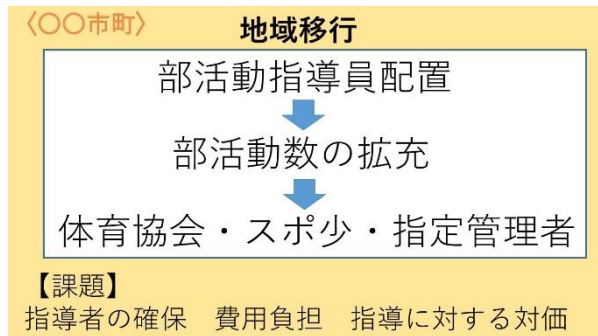 〈〇〇市町〉
地域移行
部活動指導員配置
部活動数の拡充
体育協会・スポ少・指定管理者
【課題】
指導者の確保　費用負担　指導に対する対価